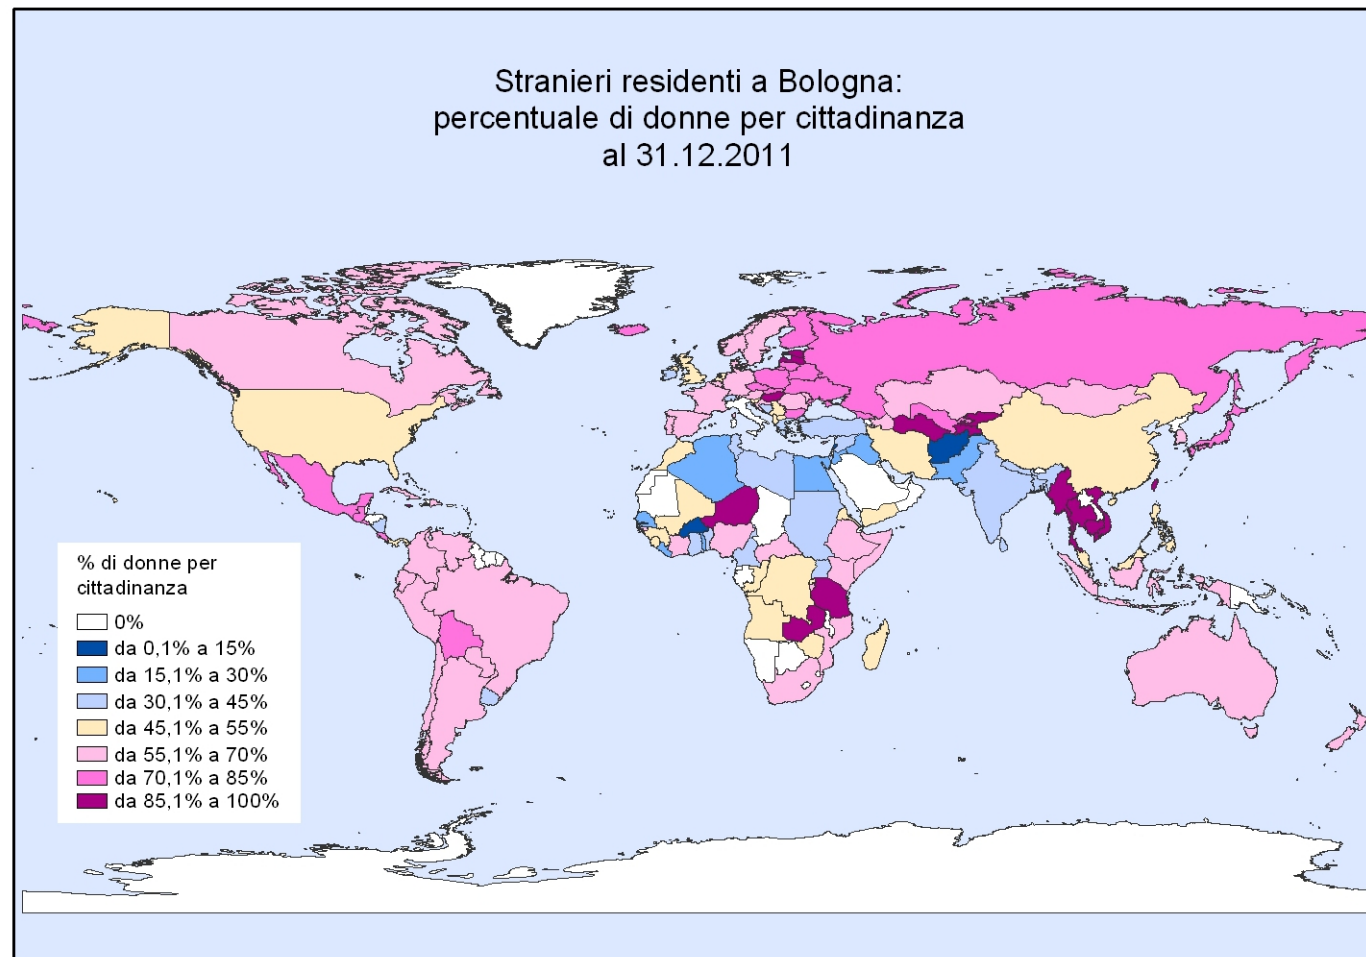 Stranieri residenti a Bologna:
percentuale di donne per cittadinanza
al 31.12.2011
% di donne per
cittadinanza
0%
da 0,1% a 15%
da 15,1% a 30%
da 30,1% a 45%
da 45,1% a 55%
da 55,1% a 70%
da 70,1% a 85%
da 85,1% a 100%